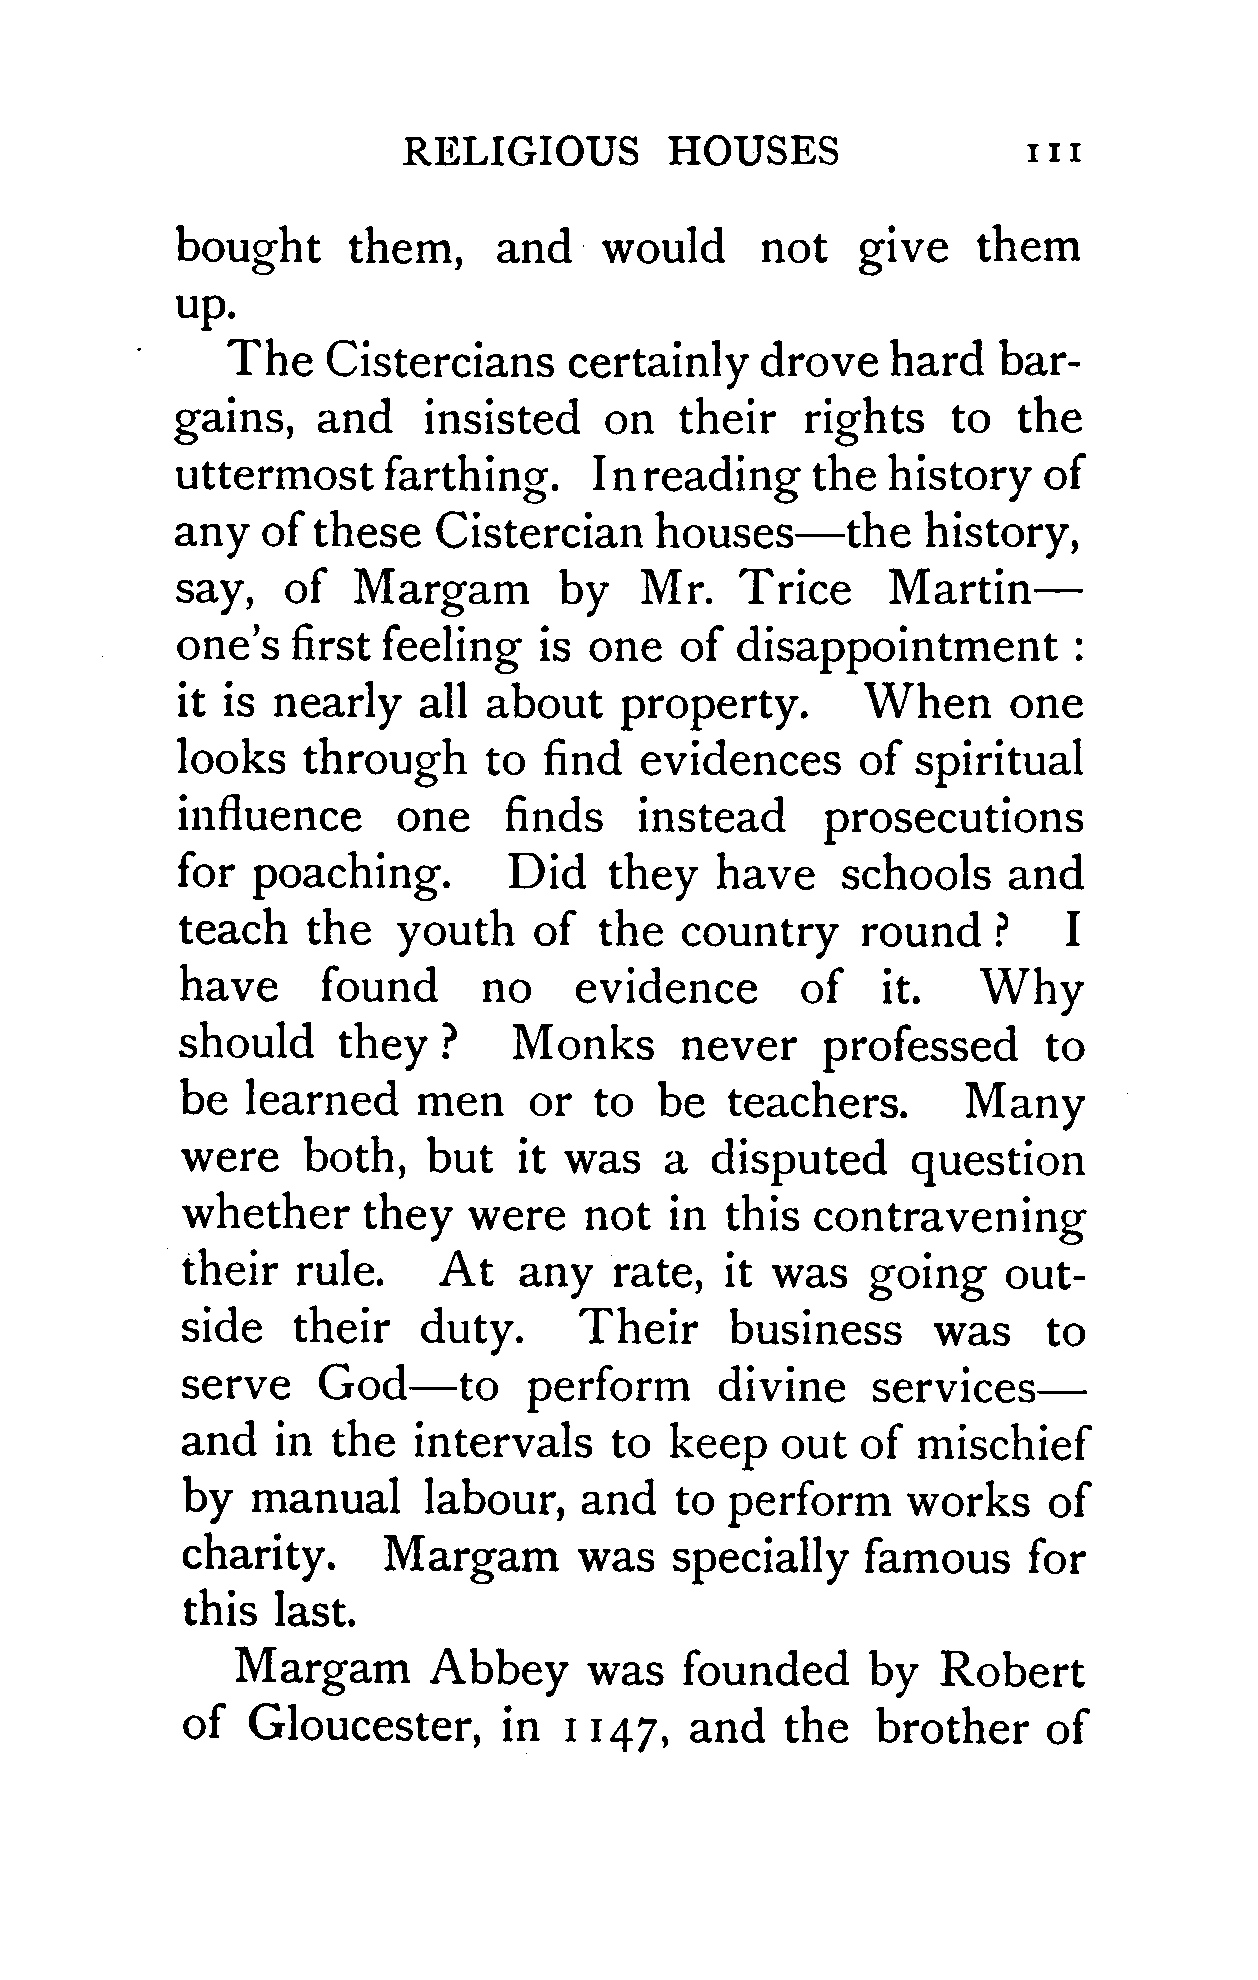 RELIGIOUS HOUSES 111
bought them, and would not give them
up.
The Cistercians certainly drove hard bar-
gains, and insisted on their rights to the
uttermost farthing. In reading the history of
any of these Cistercian houses—the history,
say, of Margam by Mr. Trice Martin—
one's first feeling is one of disappointment :
it is nearly all about property. When one
looks through to find evidences of spiritual
influence one finds instead prosecutions
for poaching. Did they have schools and
teach the youth of the country round ? I
have found no evidence of it. Why
should they ? Monks never professed to
be learned men or to be teachers. Many
were both, but it was a disputed question
whether they were not in this contravening
their rule. At any rate, it was going out-
side their duty. Their business was to
serve God—to perform divine services—
and in the intervals to keep out of mischief
by manual labour, and to perform works of
charity. Margam was specially famous for
this last.
Margam Abbey was founded by Robert
of Gloucester, in 1147, and the brother of